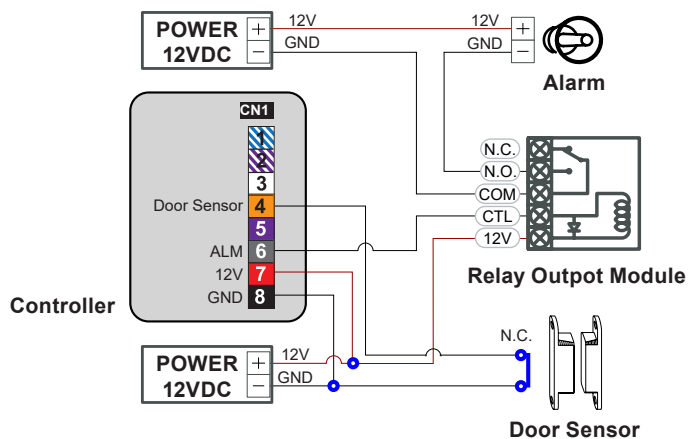 POWER
12VDC
+
−
12V
GND
12V
GND
+
−
Alarm
CN1
1
2
3
Door Sensor 4
5
ALM 6
12V 7
GND 8
Controller
N.C.
N.O.
COM
CTL
12V
Relay Outpot Module
POWER
12VDC
+
−
12V
GND
N.C.
Door Sensor